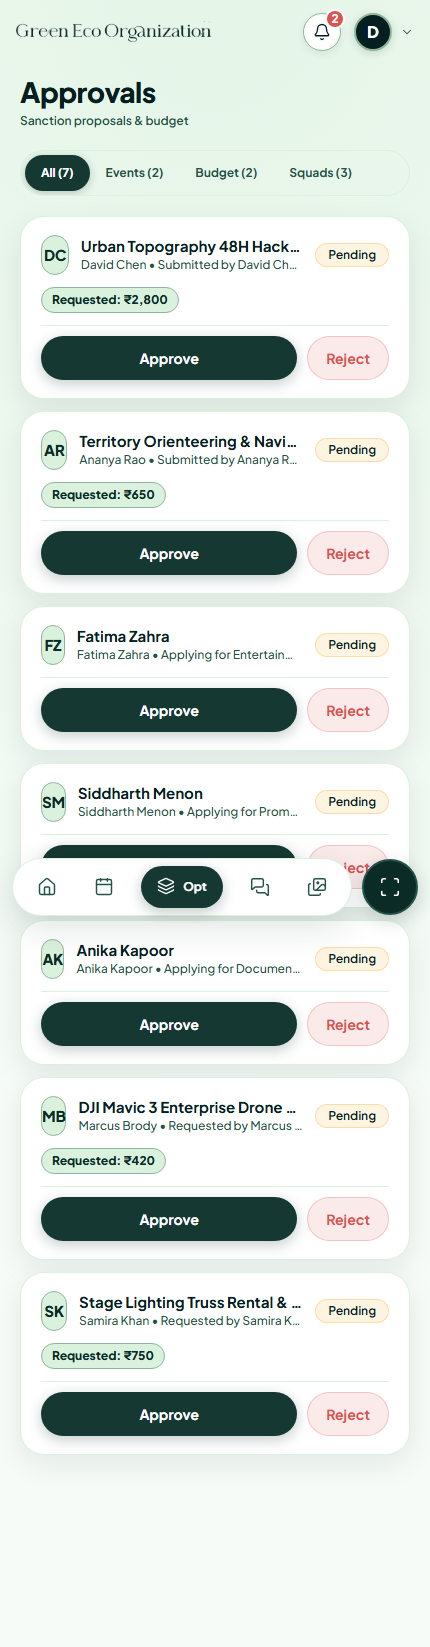 Green Eco Organization
2
D
Approvals
Sanction proposals & budget
All (7)
Events (2)
Budget (2)
Squads (3)
DC
Urban Topography 48H Hack...
David Chen • Submitted by David Ch...
Pending
Requested: ₹2,800
Approve
Reject
AR
Territory Orienteering & Navi...
Ananya Rao • Submitted by Ananya R...
Pending
Requested: ₹650
Approve
Reject
FZ
Fatima Zahra
Fatima Zahra • Applying for Entertain...
Pending
Approve
Reject
SM
Siddharth Menon
Siddharth Menon • Applying for Prom...
Pending
Opt
AK
Anika Kapoor
Anika Kapoor • Applying for Documen...
Pending
Approve
Reject
MB
DJI Mavic 3 Enterprise Drone ...
Marcus Brody • Requested by Marcus ...
Pending
Requested: ₹420
Approve
Reject
SK
Stage Lighting Truss Rental & ...
Samira Khan • Requested by Samira K...
Pending
Requested: ₹750
Approve
Reject